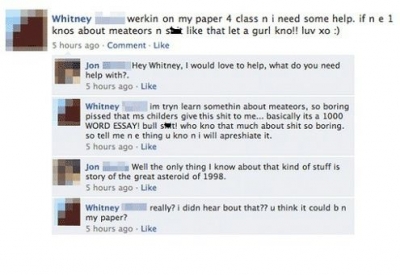 Whitney werkin on my paper 4 class n i need some help. if n e 1
knos about meateors n s t like that let a gurl kno!! luv xo :)
5 hours ago · Comment · Like
Jon Hey Whitney, I would love to help, what do you need
help with?.
5 hours ago · Like
Whitney im tryn learn somethin about meateors, so boring
pissed that ms childers give this shit to me... basically its a 1000
WORD ESSAY! bull s t! who kno that much about shit so boring.
so tell me n e thing u kno n i will apreshiate it.
5 hours ago · Like
Jon Well the only thing I know about that kind of stuff is
story of the great asteroid of 1998.
5 hours ago · Like
Whitney really? i didn hear bout that?? u think it could b n
my paper?
5 hours ago · Like